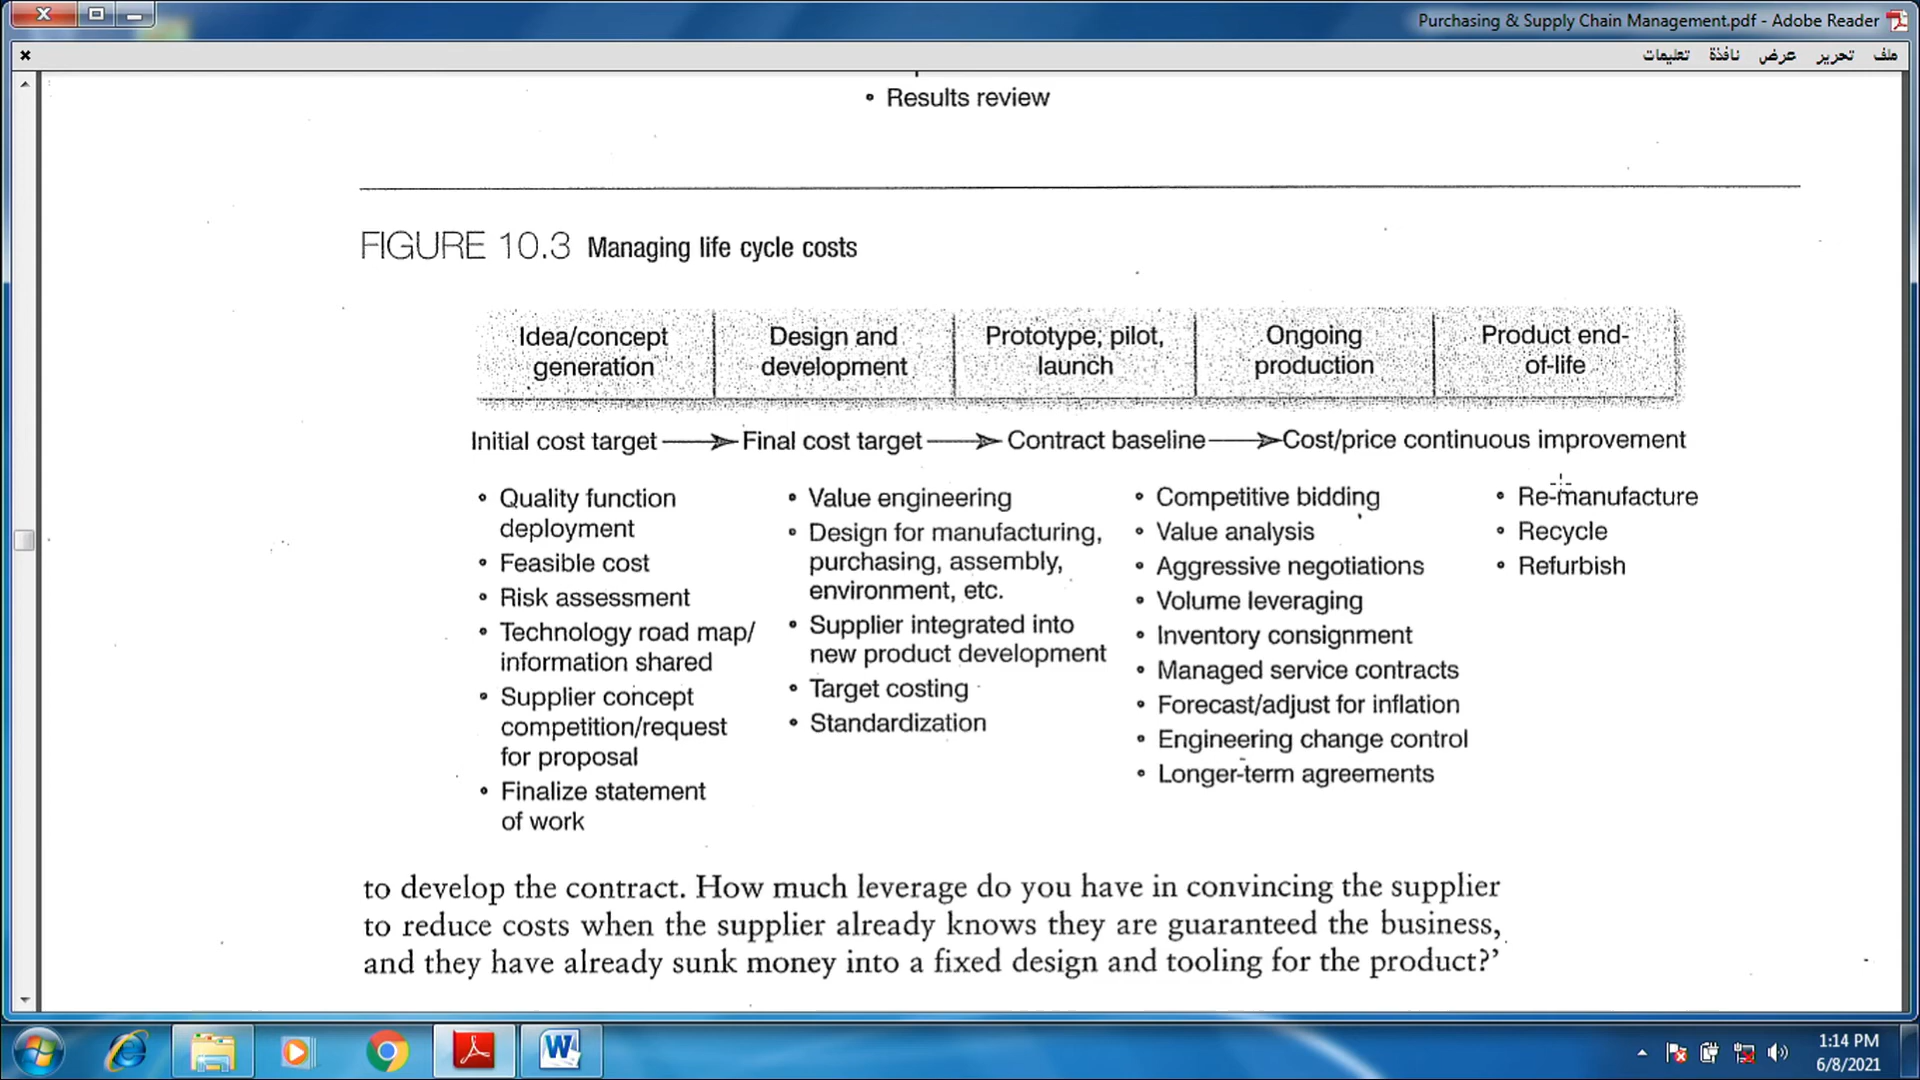 Purchasing & Supply Chain Management.pdf - Adobe Reader
ملف تحرير عرض نافذة تعليمات
• Results review
FIGURE 10.3 Managing life cycle costs
Idea/concept
generation
Design and
development
Prototype, pilot,
launch
Ongoing
production
Product end-
of-life
Initial cost target
Final cost target
Contract baseline
Cost/price continuous improvement
• Quality function
deployment
• Feasible cost
• Risk assessment
• Technology road map/
information shared
• Supplier concept
competition/request
for proposal
• Finalize statement
of work
• Value engineering
• Design for manufacturing,
purchasing, assembly,
environment, etc.
• Supplier integrated into
new product development
• Target costing
• Standardization
• Competitive bidding
• Value analysis
• Aggressive negotiations
• Volume leveraging
• Inventory consignment
• Managed service contracts
• Forecast/adjust for inflation
• Engineering change control
• Longer-term agreements
• Re-manufacture
• Recycle
• Refurbish
to develop the contract. How much leverage do you have in convincing the supplier
to reduce costs when the supplier already knows they are guaranteed the business,
and they have already sunk money into a fixed design and tooling for the product?'
1:14 PM
6/8/2021